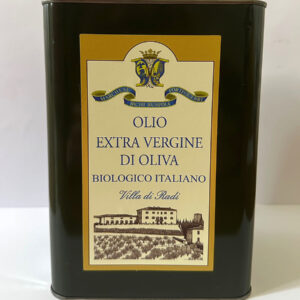 OLIO
EXTRA VERGINE
DI OLIVA
BIOLOGICO ITALIANO
Villa di Radi